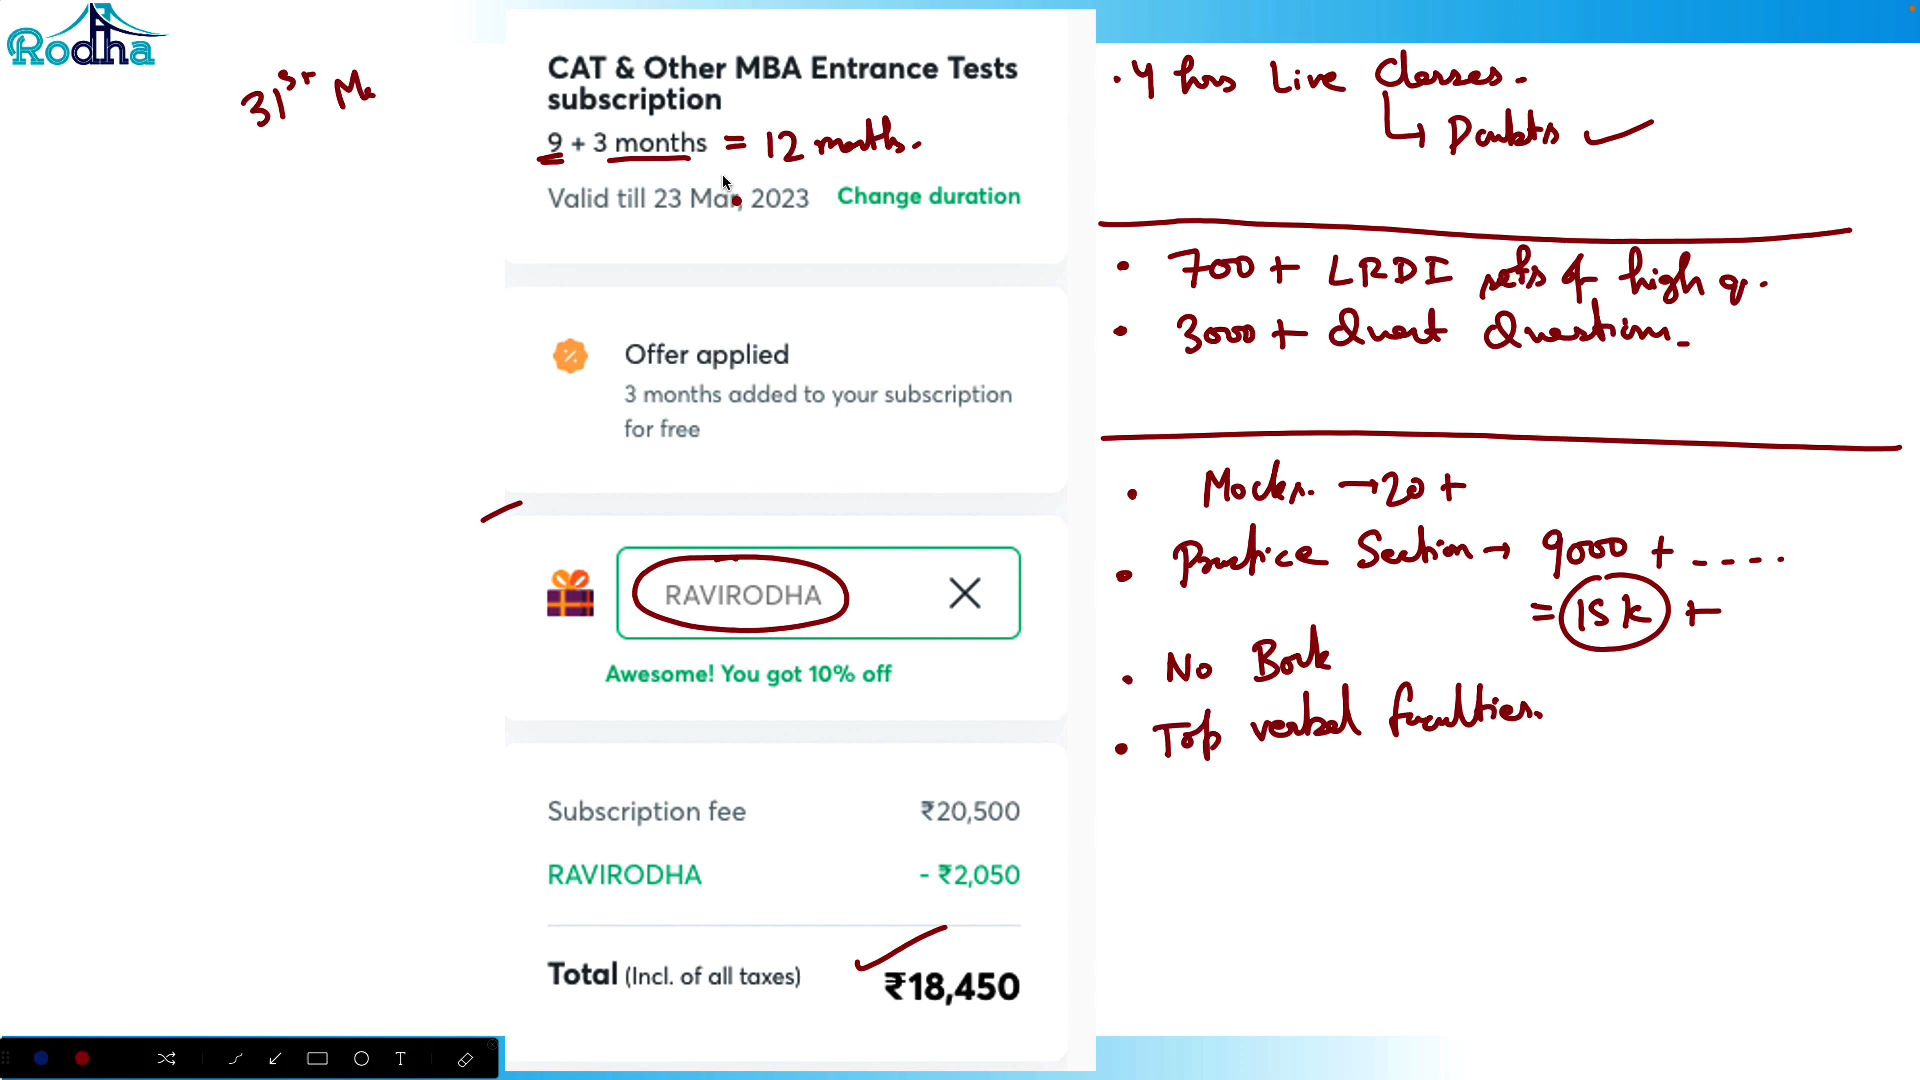 Rodha
31st Ma
CAT & Other MBA Entrance Tests
subscription
9 + 3 months = 12 months.
Valid till 23 Mar, 2023 Change duration
Offer applied
3 months added to your subscription
for free
RAVIRODHA
Awesome! You got 10% off
Subscription fee ₹20,500
RAVIRODHA - ₹2,050
Total (Incl. of all taxes) ₹18,450
• 4 hrs Live Classes.
↳ Doubts ✓
• 700 + LRDI sets of high q.
• 3000 + Quant Questions.
• Mocks. → 20 +
• Practice Section → 9000 + ....
= 15k +
• No Book
• Top verbal faculties.
T